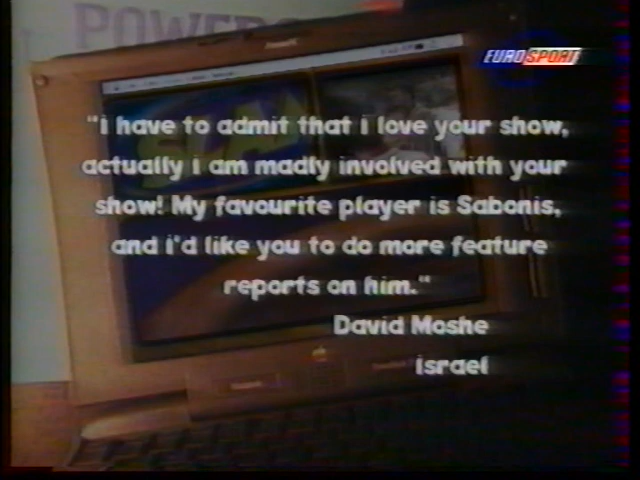 POWERB
EUROSPORT
"i have to admit that i love your show,
actually i am madly involved with your
show! My favourite player is Sabonis,
and i'd like you to do more feature
reports on him."
David Moshe
israel